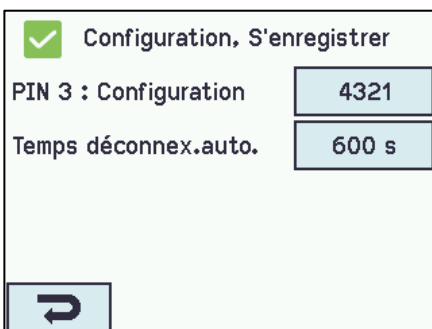 Configuration, S'enregistrer
PIN 3 : Configuration 4321
Temps déconnex.auto. 600 s